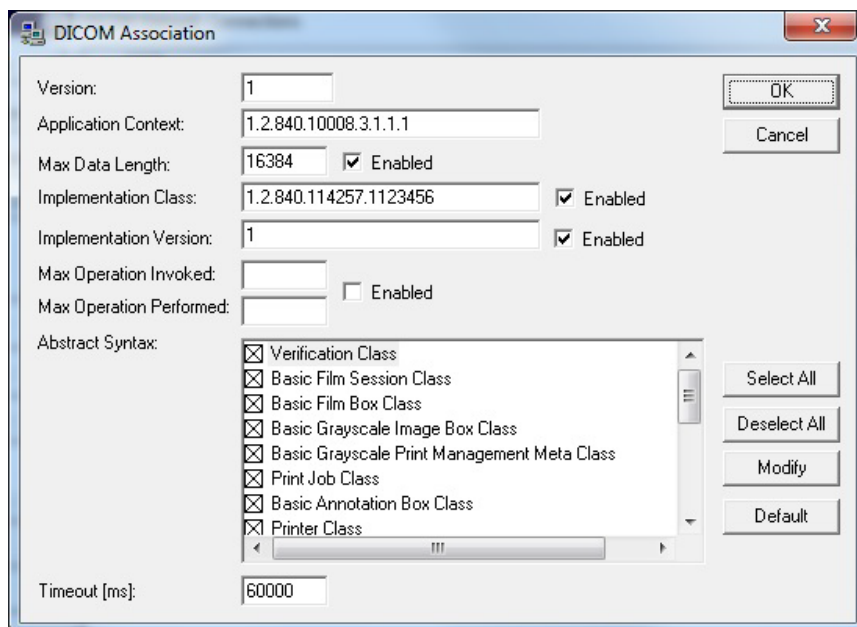 DICOM Association
Version: 1
OK
Application Context: 1.2.840.10008.3.1.1.1
Cancel
Max Data Length: 16384 Enabled
Implementation Class: 1.2.840.114257.1123456 Enabled
Implementation Version: 1 Enabled
Max Operation Invoked:
Enabled
Max Operation Performed:
Abstract Syntax:
Verification Class
Basic Film Session Class
Basic Film Box Class
Basic Grayscale Image Box Class
Basic Grayscale Print Management Meta Class
Print Job Class
Basic Annotation Box Class
Printer Class
Select All
Deselect All
Modify
Default
Timeout [ms]: 60000